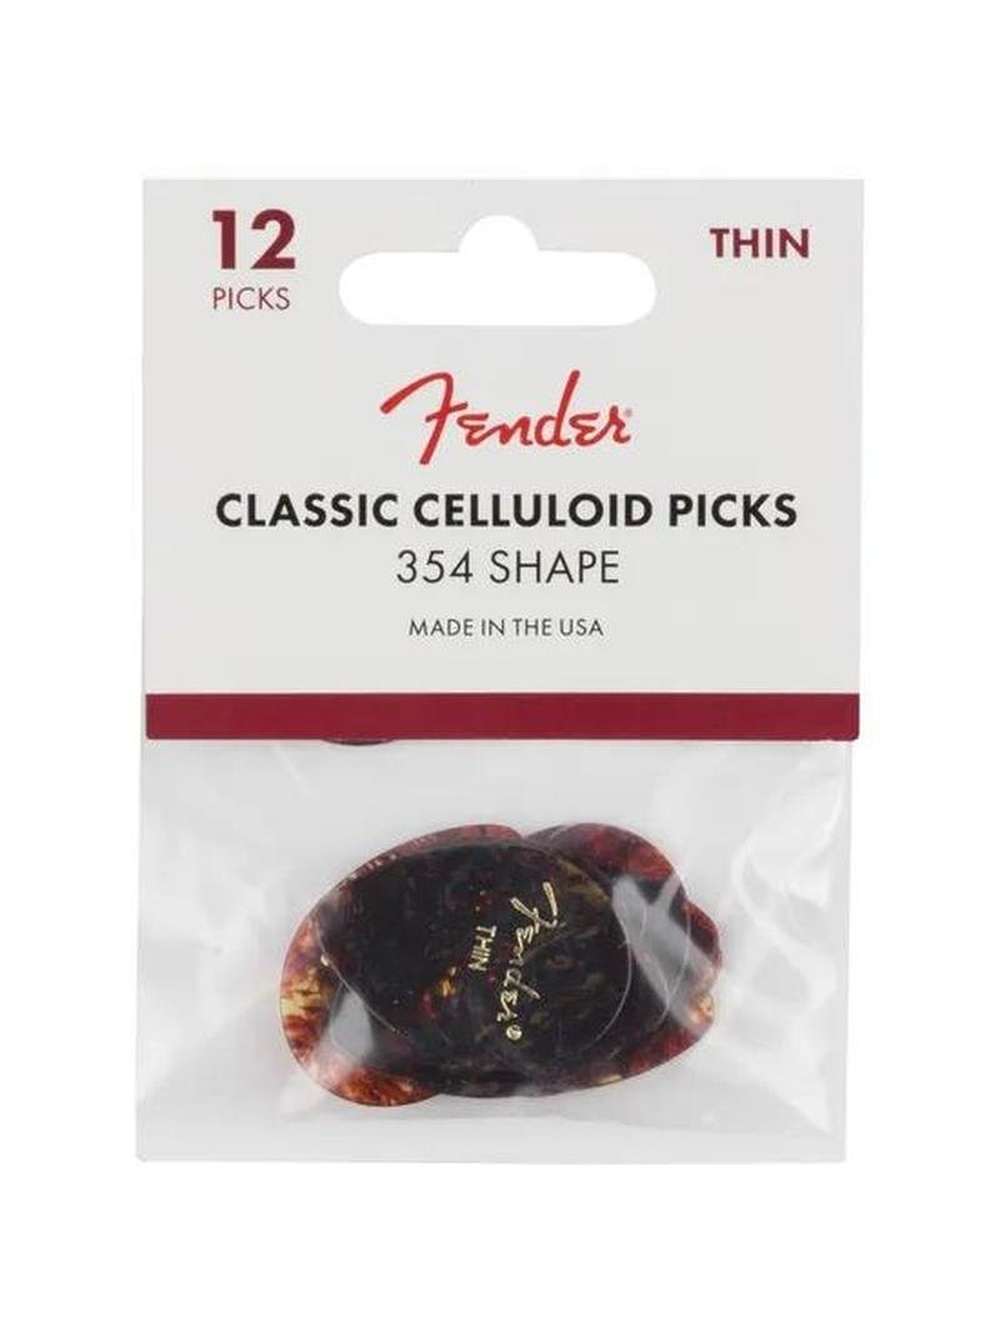 12
PICKS
THIN
Fender®
CLASSIC CELLULOID PICKS
354 SHAPE
MADE IN THE USA
Fender®
THIN